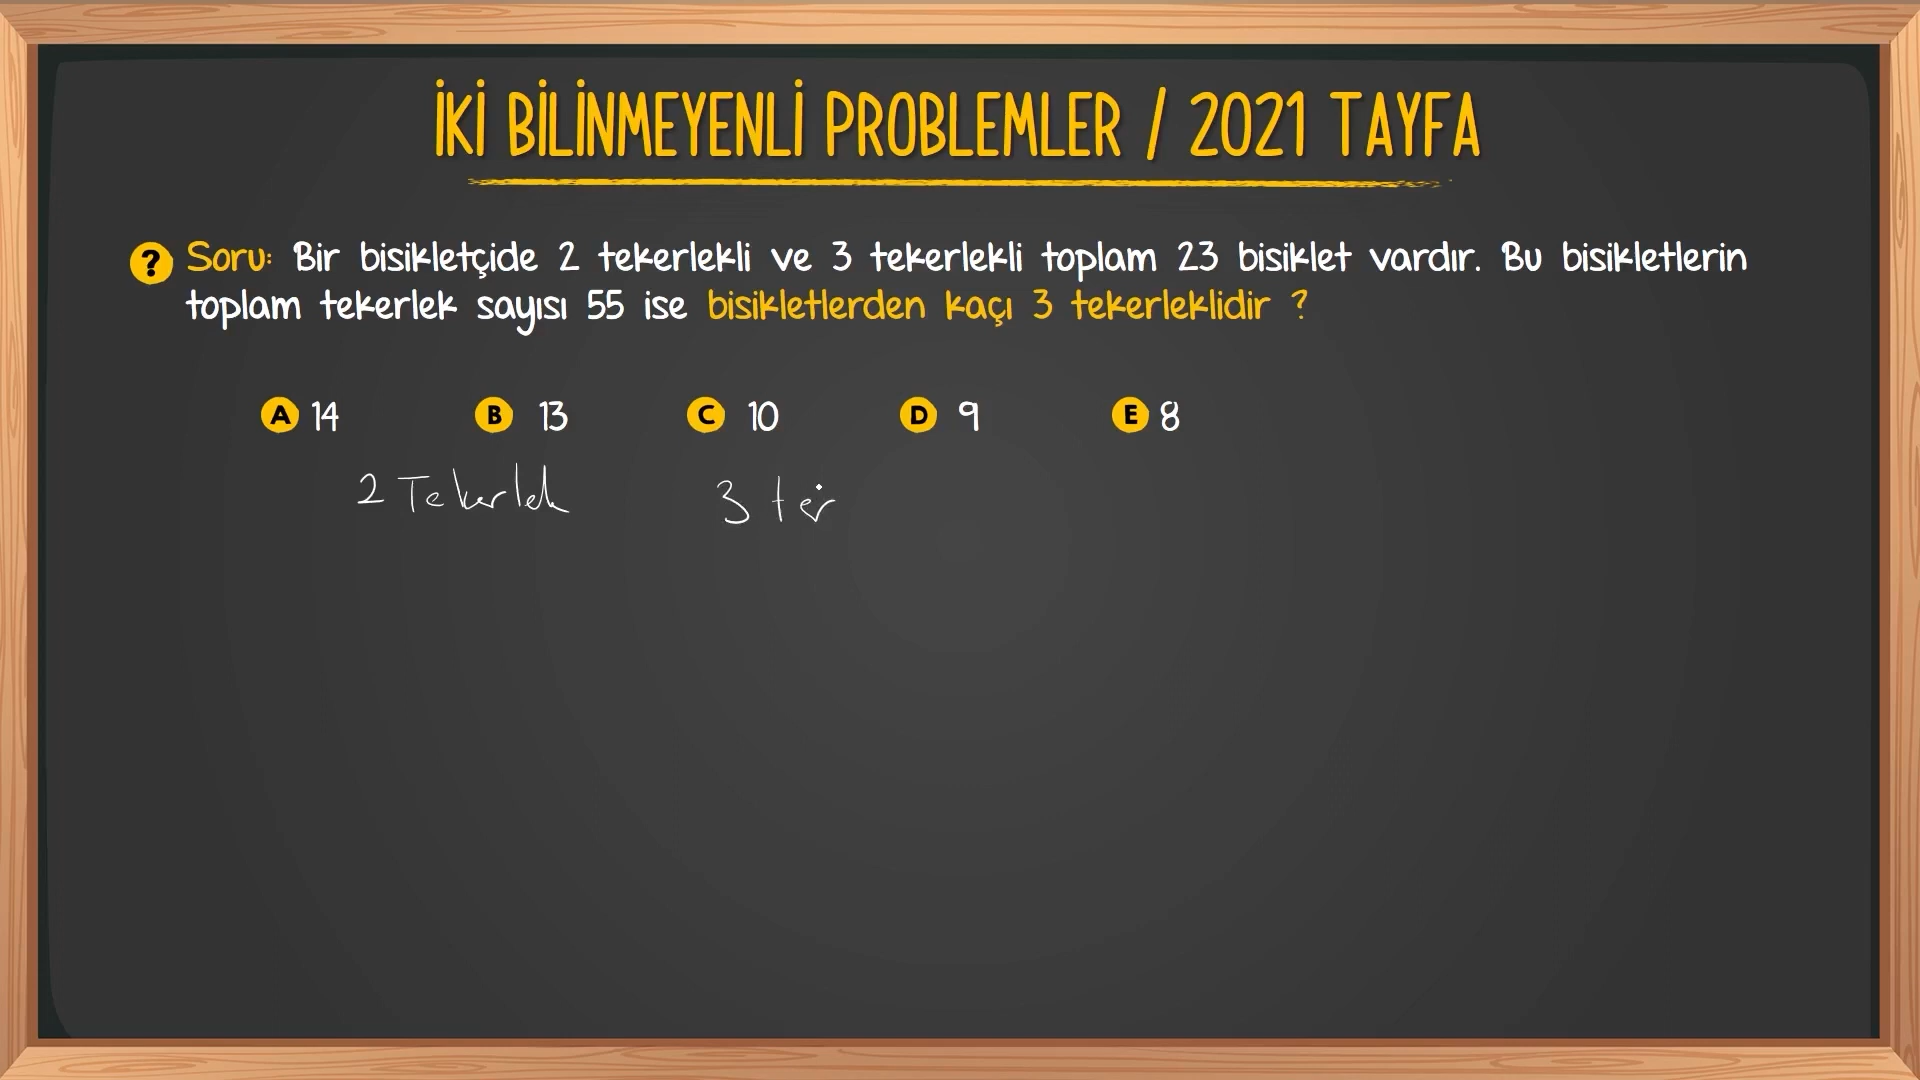 İKİ BİLİNMEYENLİ PROBLEMLER / 2021 TAYFA
? Soru: Bir bisikletçide 2 tekerlekli ve 3 tekerlekli toplam 23 bisiklet vardır. Bu bisikletlerin
toplam tekerlek sayısı 55 ise bisikletlerden kaçı 3 tekerleklidir ?
A 14 B 13 C 10 D 9 E 8
2 Tekerlek 3